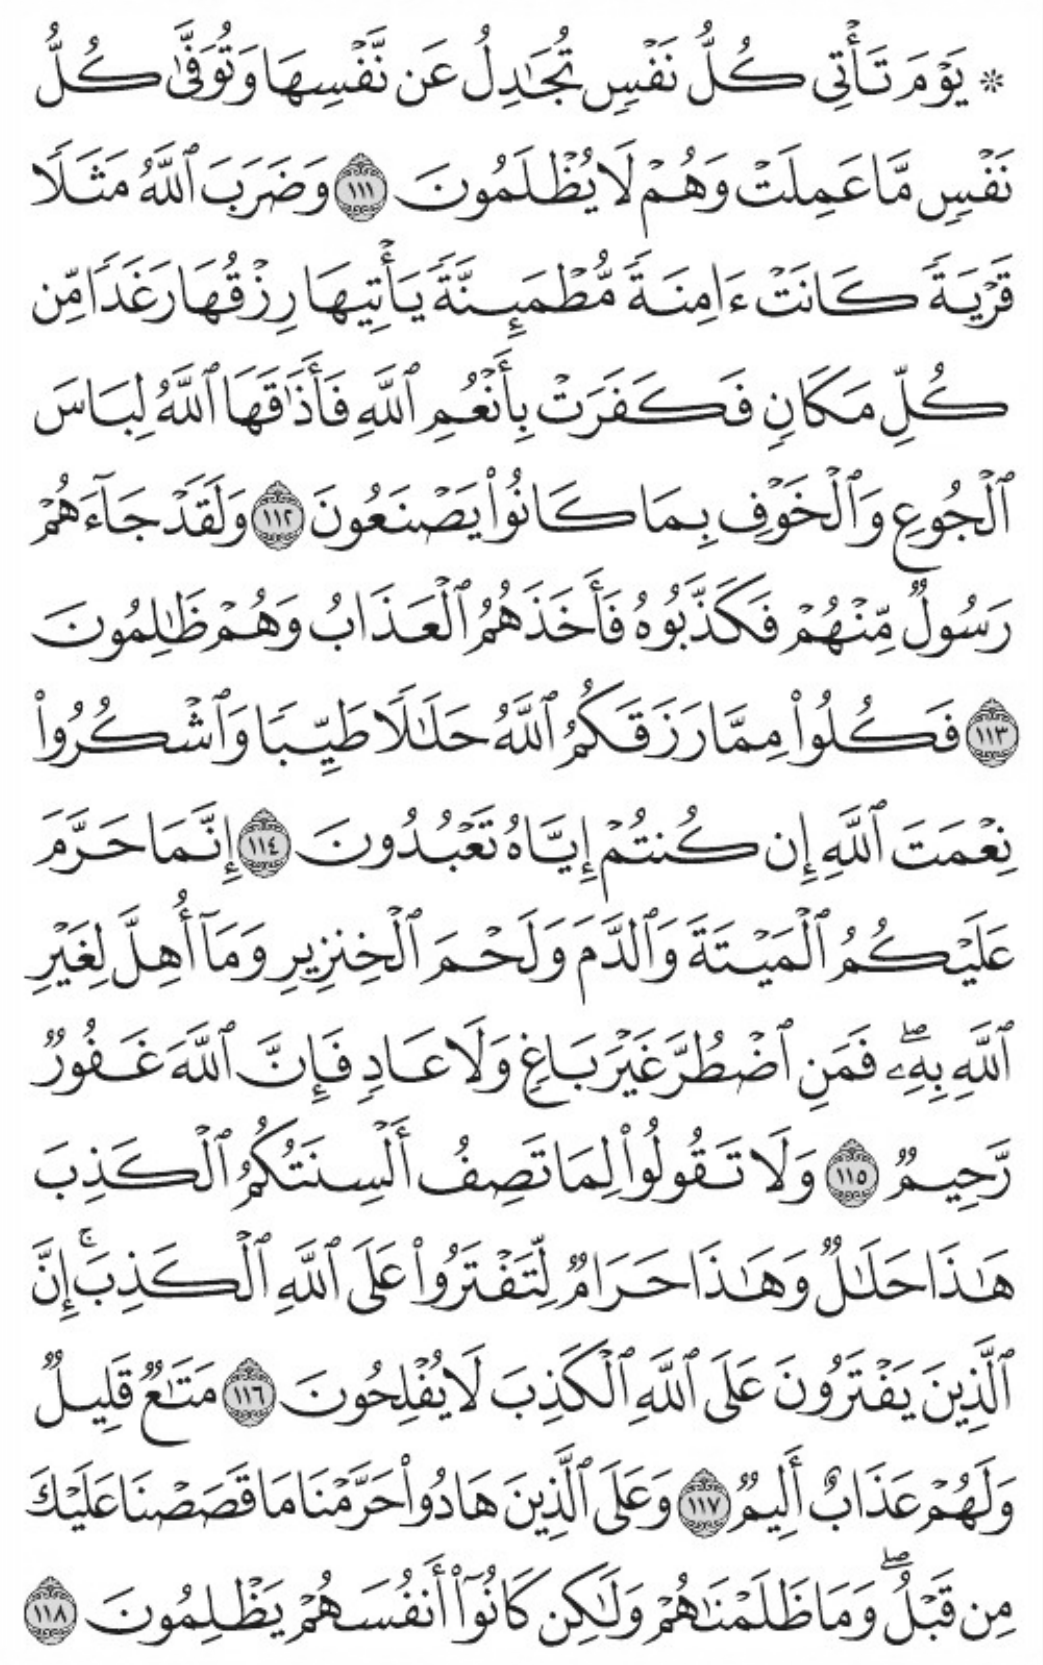 ۞ يَوْمَ تَأْتِى كُلُّ نَفْسٍ تُجَٰدِلُ عَن نَّفْسِهَا وَتُوَفَّىٰ كُلُّ
نَفْسٍ مَّا عَمِلَتْ وَهُمْ لَا يُظْلَمُونَ ١١١ وَضَرَبَ ٱللَّهُ مَثَلًا
قَرْيَةً كَانَتْ ءَامِنَةً مُّطْمَئِنَّةً يَأْتِيهَا رِزْقُهَا رَغَدًا مِّن
كُلِّ مَكَانٍ فَكَفَرَتْ بِأَنْعُمِ ٱللَّهِ فَأَذَٰقَهَا ٱللَّهُ لِبَاسَ
ٱلْجُوعِ وَٱلْخَوْفِ بِمَا كَانُوا۟ يَصْنَعُونَ ١١٢ وَلَقَدْ جَآءَهُمْ
رَسُولٌ مِّنْهُمْ فَكَذَّبُوهُ فَأَخَذَهُمُ ٱلْعَذَابُ وَهُمْ ظَٰلِمُونَ
١١٣ فَكُلُوا۟ مِمَّا رَزَقَكُمُ ٱللَّهُ حَلَٰلًا طَيِّبًا وَٱشْكُرُوا۟
نِعْمَتَ ٱللَّهِ إِن كُنتُمْ إِيَّاهُ تَعْبُدُونَ ١١٤ إِنَّمَا حَرَّمَ
عَلَيْكُمُ ٱلْمَيْتَةَ وَٱلدَّمَ وَلَحْمَ ٱلْخِنزِيرِ وَمَآ أُهِلَّ لِغَيْرِ
ٱللَّهِ بِهِۦۖ فَمَنِ ٱضْطُرَّ غَيْرَ بَاغٍ وَلَا عَادٍ فَإِنَّ ٱللَّهَ غَفُورٌ
رَّحِيمٌ ١١٥ وَلَا تَقُولُوا۟ لِمَا تَصِفُ أَلْسِنَتُكُمُ ٱلْكَذِبَ
هَٰذَا حَلَٰلٌ وَهَٰذَا حَرَامٌ لِّتَفْتَرُوا۟ عَلَى ٱللَّهِ ٱلْكَذِبَۚ إِنَّ
ٱلَّذِينَ يَفْتَرُونَ عَلَى ٱللَّهِ ٱلْكَذِبَ لَا يُفْلِحُونَ ١١٦ مَتَٰعٌ قَلِيلٌ
وَلَهُمْ عَذَابٌ أَلِيمٌ ١١٧ وَعَلَى ٱلَّذِينَ هَادُوا۟ حَرَّمْنَا مَا قَصَصْنَا عَلَيْكَ
مِن قَبْلُۖ وَمَا ظَلَمْنَٰهُمْ وَلَٰكِن كَانُوٓا۟ أَنفُسَهُمْ يَظْلِمُونَ ١١٨